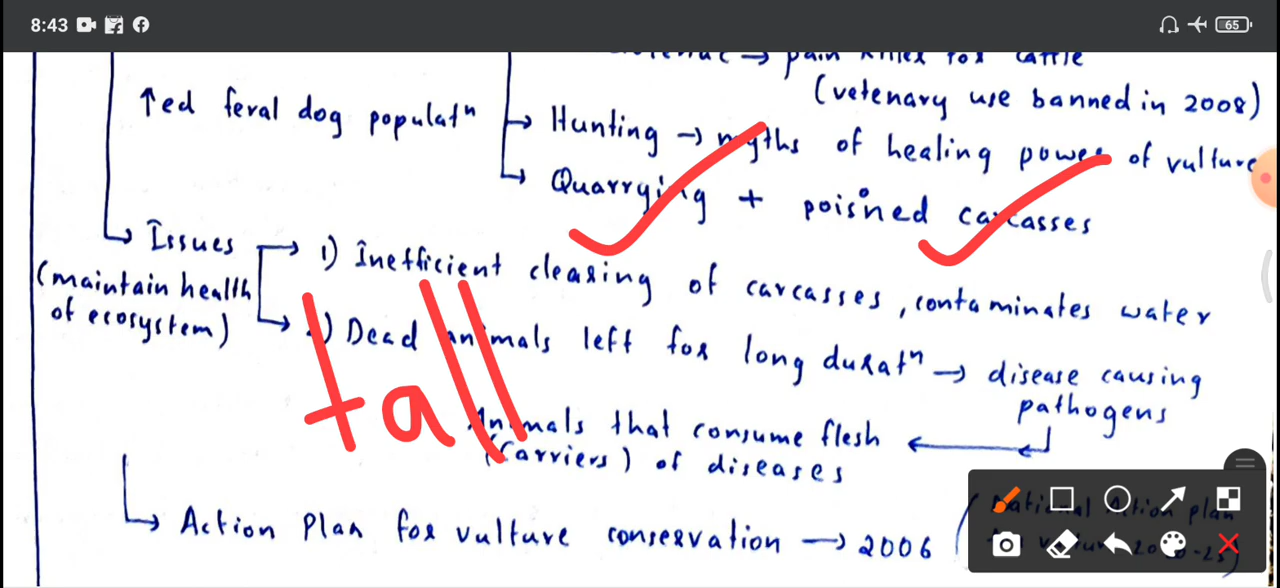 8:43
65
→ pain killer for cattle
(vetenary use banned in 2008)
↑ed feral dog populatⁿ
→ Hunting → myths of healing power of vulture
→ Quarrying + poisned carcasses
→ Issues → 1) Inefficient clearing of carcasses, contaminates water
(maintain health
of ecosystem)
→ 2) Dead animals left for long duratⁿ → disease causing
pathogens
tall
Animals that consume flesh ←
(Carriers) of diseases
→ Action Plan for vulture conservation → 2006
(National Action plan